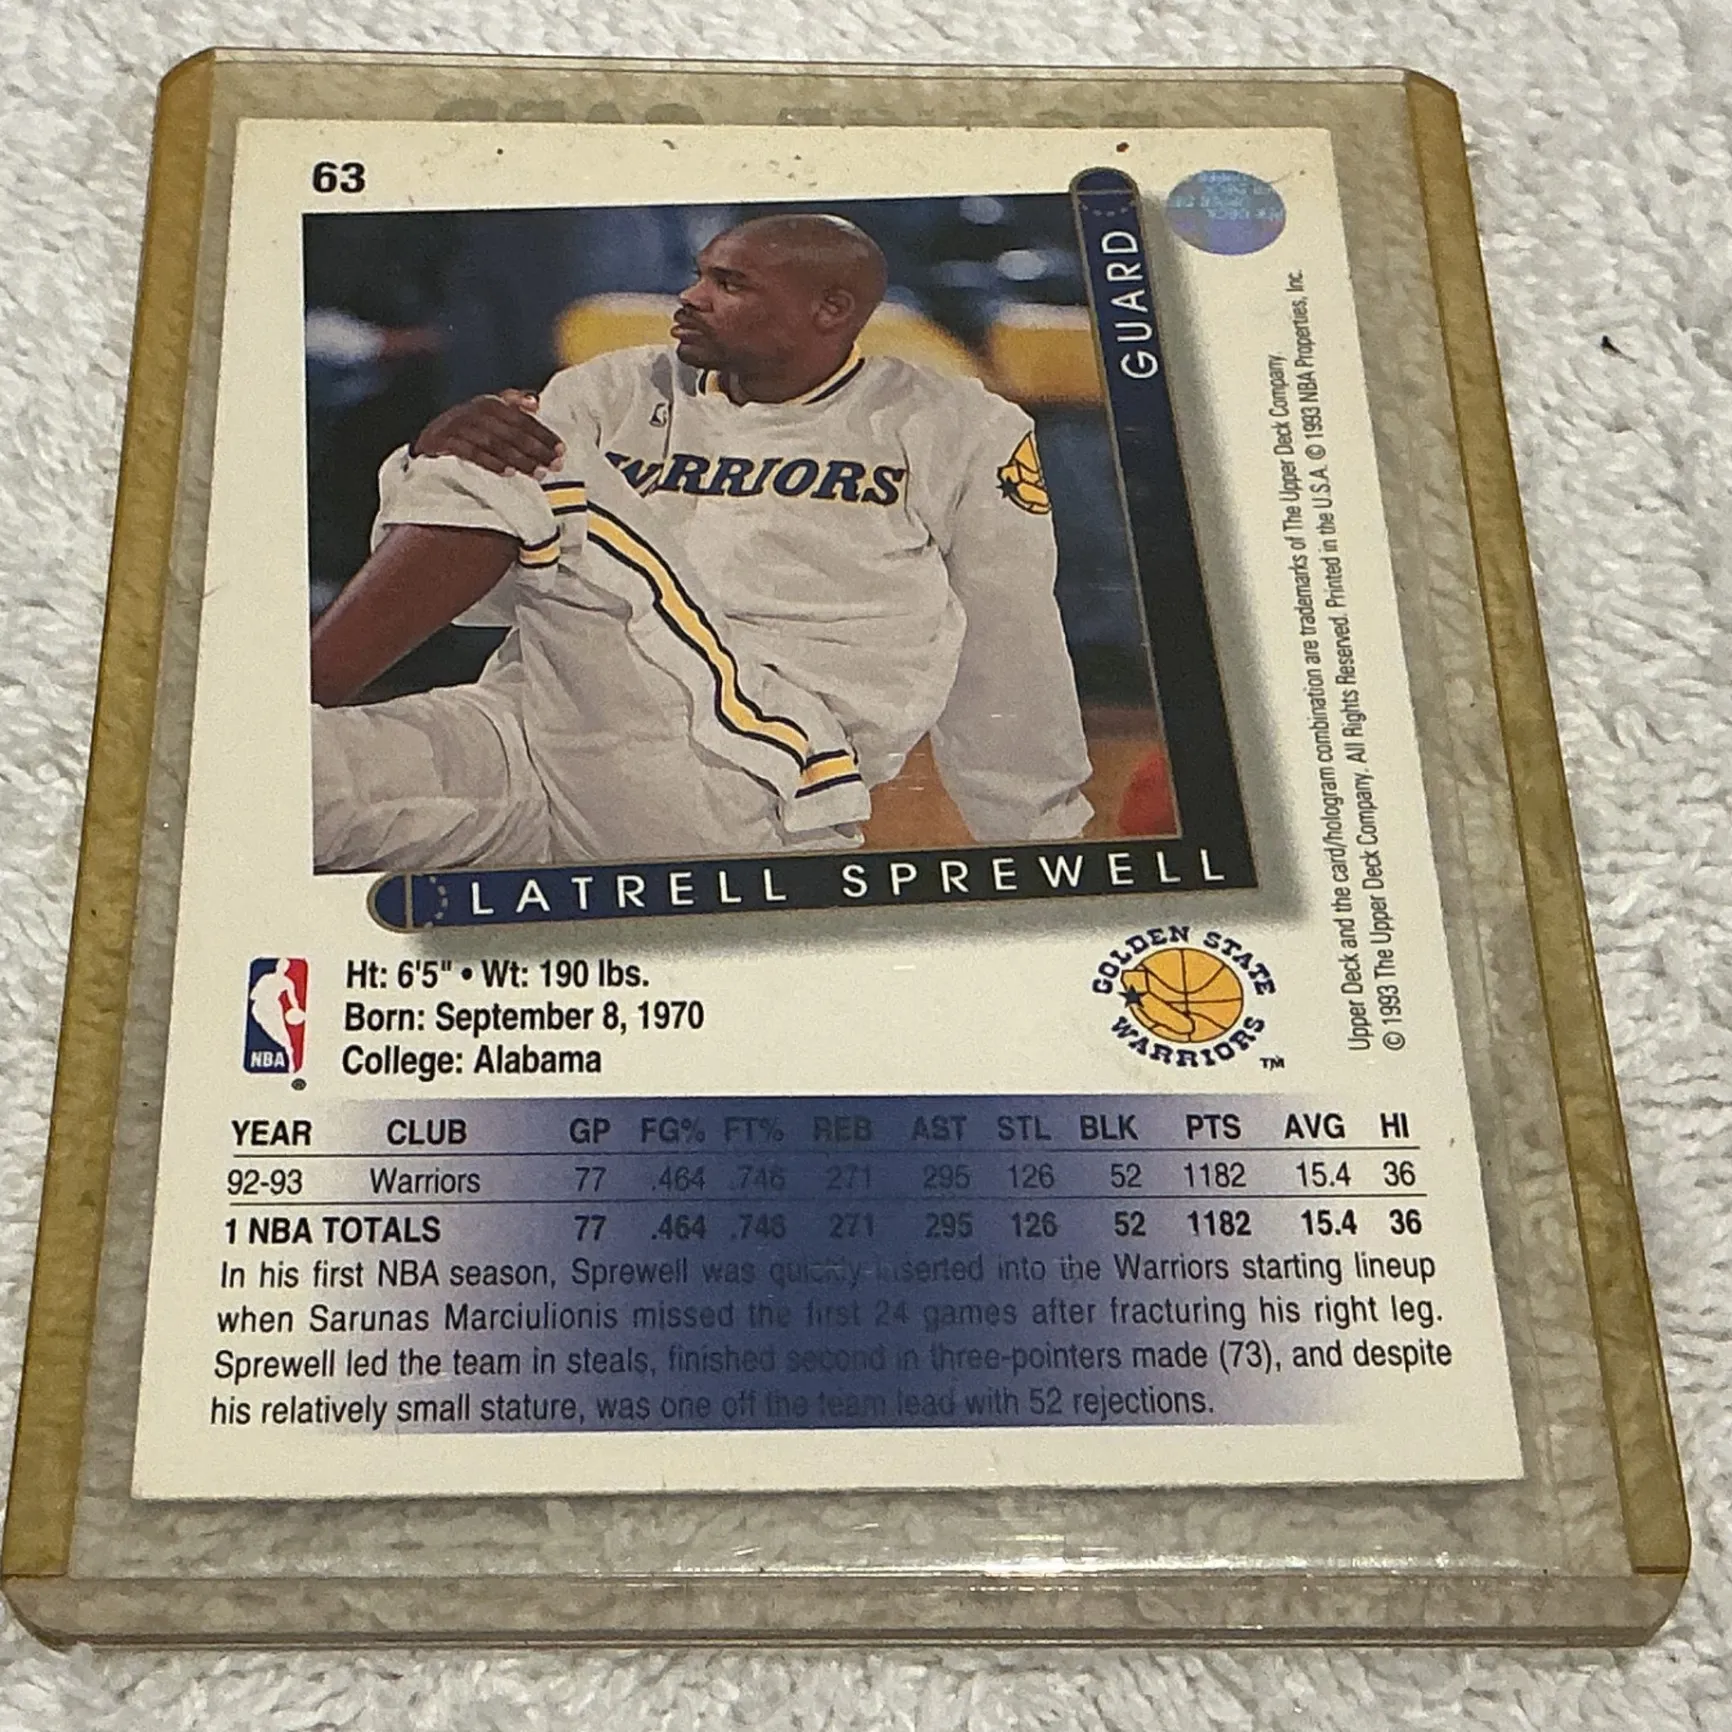 63
GUARD
WARRIORS
LATRELL SPREWELL
Upper Deck and the card/hologram combination are trademarks of The Upper Deck Company.
© 1993 The Upper Deck Company. All Rights Reserved. Printed in the U.S.A. © 1993 NBA Properties, Inc.
NBA
®
Ht: 6'5" • Wt: 190 lbs.
Born: September 8, 1970
College: Alabama
GOLDEN STATE
WARRIORS
TM
YEAR CLUB GP FG% FT% REB AST STL BLK PTS AVG HI
92-93 Warriors 77 .464 .746 271 295 126 52 1182 15.4 36
1 NBA TOTALS 77 .464 .746 271 295 126 52 1182 15.4 36
In his first NBA season, Sprewell was quickly inserted into the Warriors starting lineup
when Sarunas Marciulionis missed the first 24 games after fracturing his right leg.
Sprewell led the team in steals, finished second in three-pointers made (73), and despite
his relatively small stature, was one off the team lead with 52 rejections.